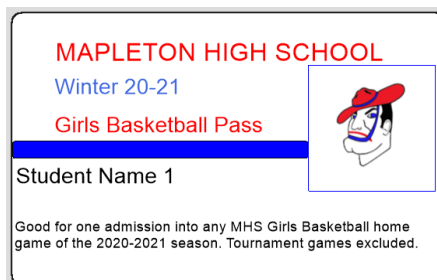 MAPLETON HIGH SCHOOL
Winter 20-21
Girls Basketball Pass
Student Name 1
Good for one admission into any MHS Girls Basketball home
game of the 2020-2021 season. Tournament games excluded.